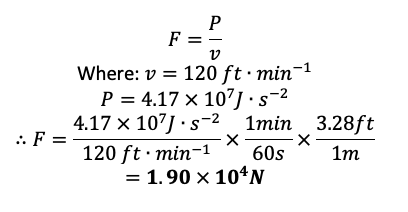 F = P/v
Where: v = 120 ft · min⁻¹
P = 4.17 × 10⁷J · s⁻²
∴ F = 4.17 × 10⁷J · s⁻²/120 ft · min⁻¹ × 1min/60s × 3.28ft/1m
= 1.90 × 10⁴N